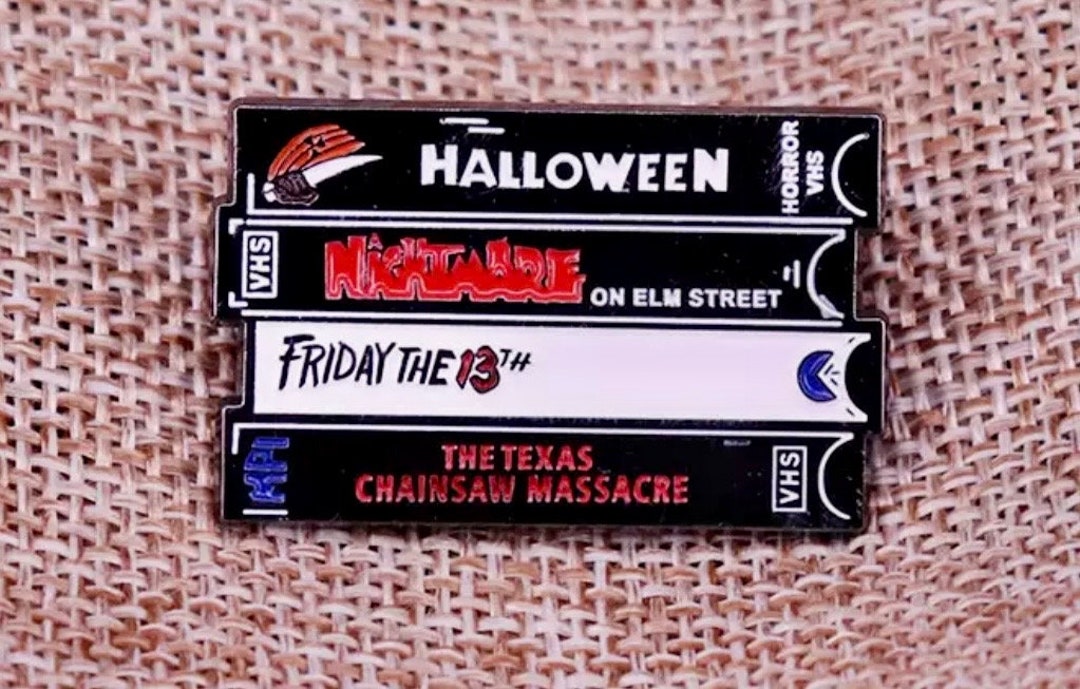 HALLOWEEN
HORROR
VHS
VHS
A NIGHTMARE
ON ELM STREET
FRIDAY THE 13TH
THE TEXAS
CHAINSAW MASSACRE
VHS